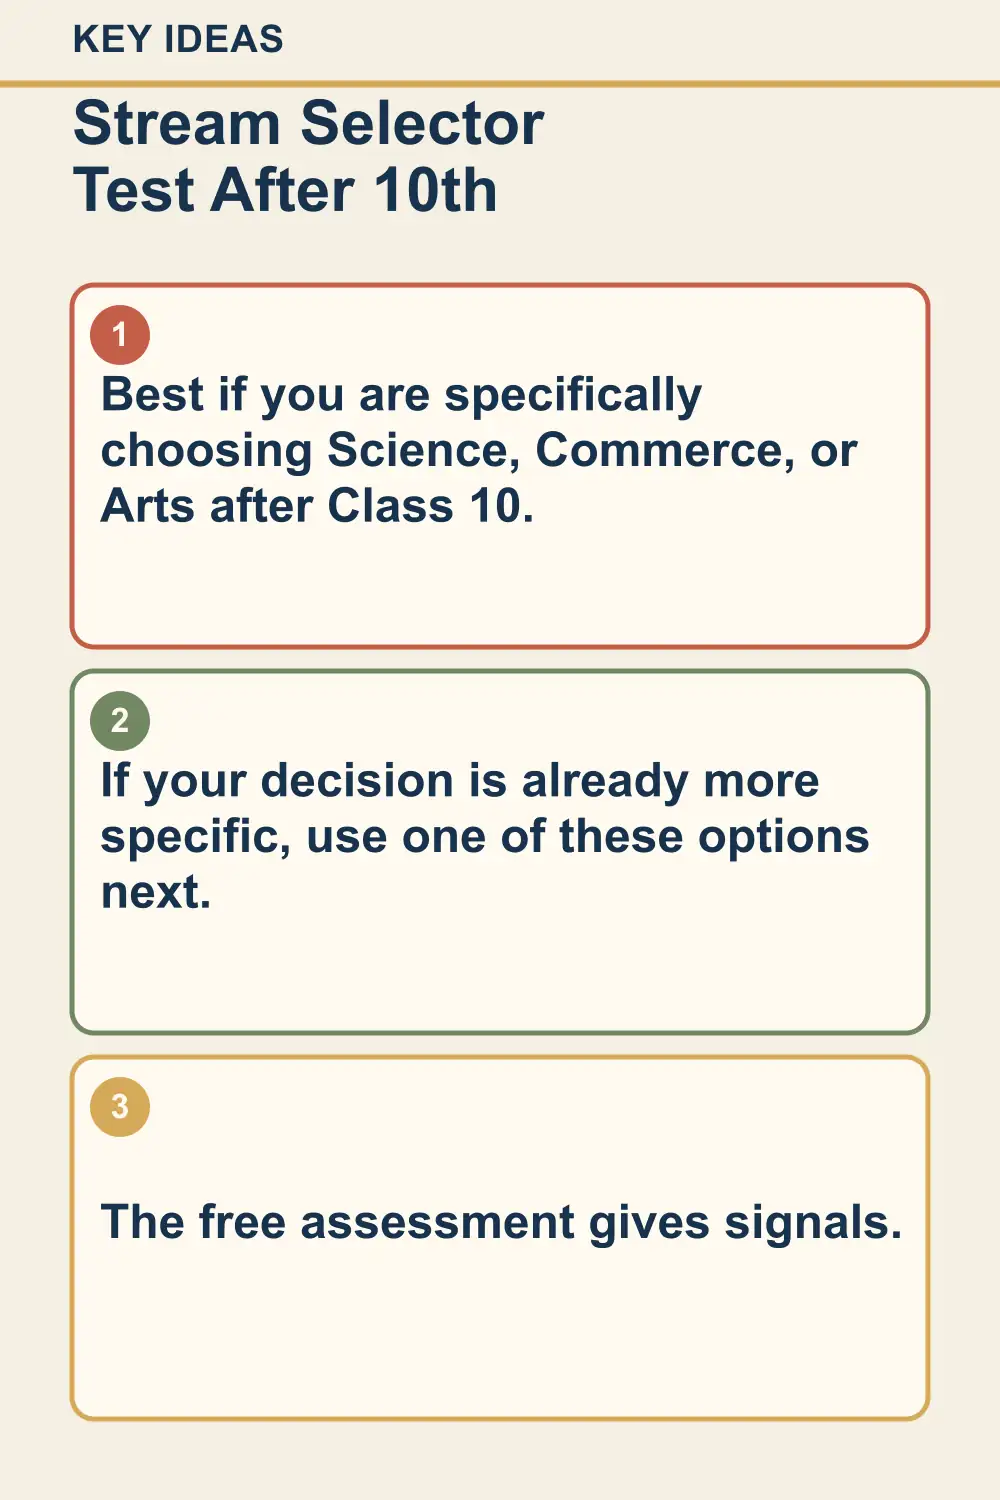 KEY IDEAS
Stream Selector
Test After 10th
1
Best if you are specifically
choosing Science, Commerce, or
Arts after Class 10.
2
If your decision is already more
specific, use one of these options
next.
3
The free assessment gives signals.